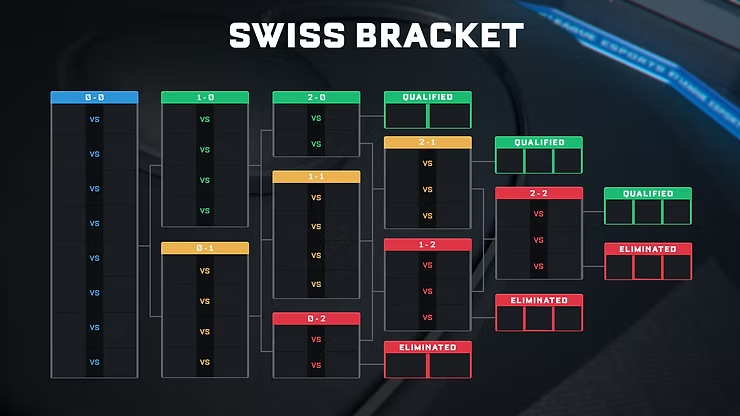 SWISS BRACKET
0-0
VS
VS
VS
VS
VS
VS
VS
VS
1-0
VS
VS
VS
VS
0-1
VS
VS
VS
VS
2-0
VS
VS
1-1
VS
VS
VS
VS
0-2
VS
VS
QUALIFIED
2-1
VS
VS
VS
1-2
VS
VS
VS
ELIMINATED
QUALIFIED
2-2
VS
VS
VS
ELIMINATED
QUALIFIED
ELIMINATED
LEAGUE ESPORTS